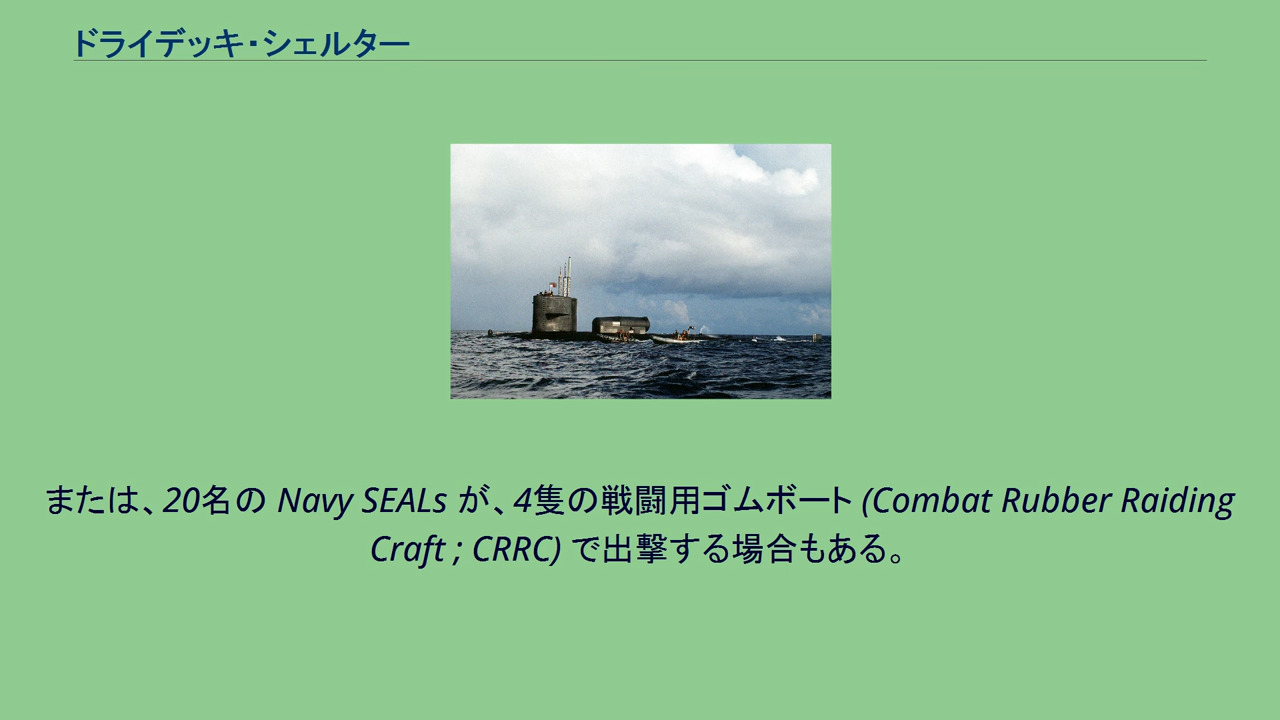 ドライデッキ・シェルター
または、20名の Navy SEALs が、4隻の戦闘用ゴムボート (Combat Rubber Raiding
Craft ; CRRC) で出撃する場合もある。